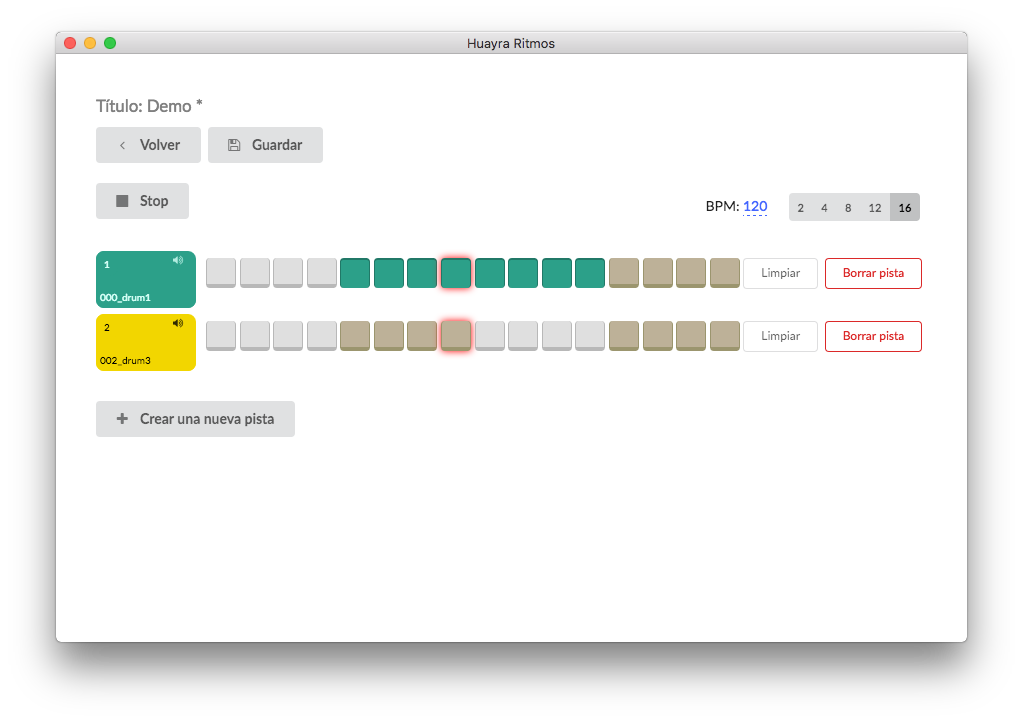 Huayra Ritmos
Título: Demo *
Volver Guardar
Stop
BPM: 120 2 4 8 12 16
1
000_drum1
Limpiar Borrar pista
2
002_drum3
Limpiar Borrar pista
Crear una nueva pista